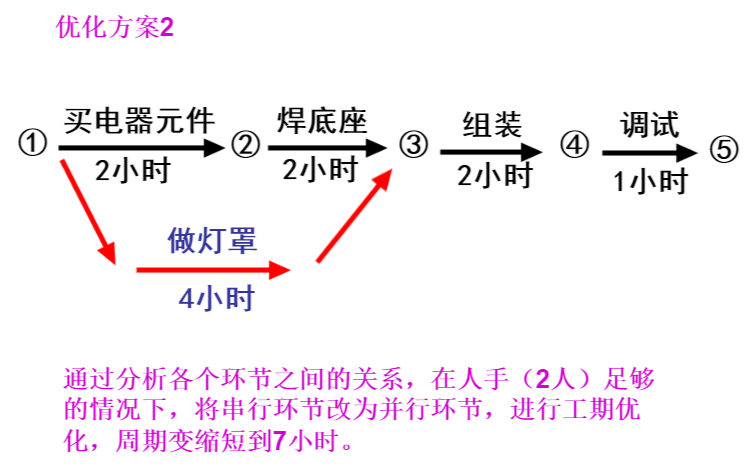 优化方案2
买电器元件 焊底座 组装 调试
① ② ③ ④ ⑤
2小时 2小时 2小时 1小时
做灯罩
4小时
通过分析各个环节之间的关系，在人手（2人）足够
的情况下，将串行环节改为并行环节，进行工期优
化，周期变缩短到7小时。